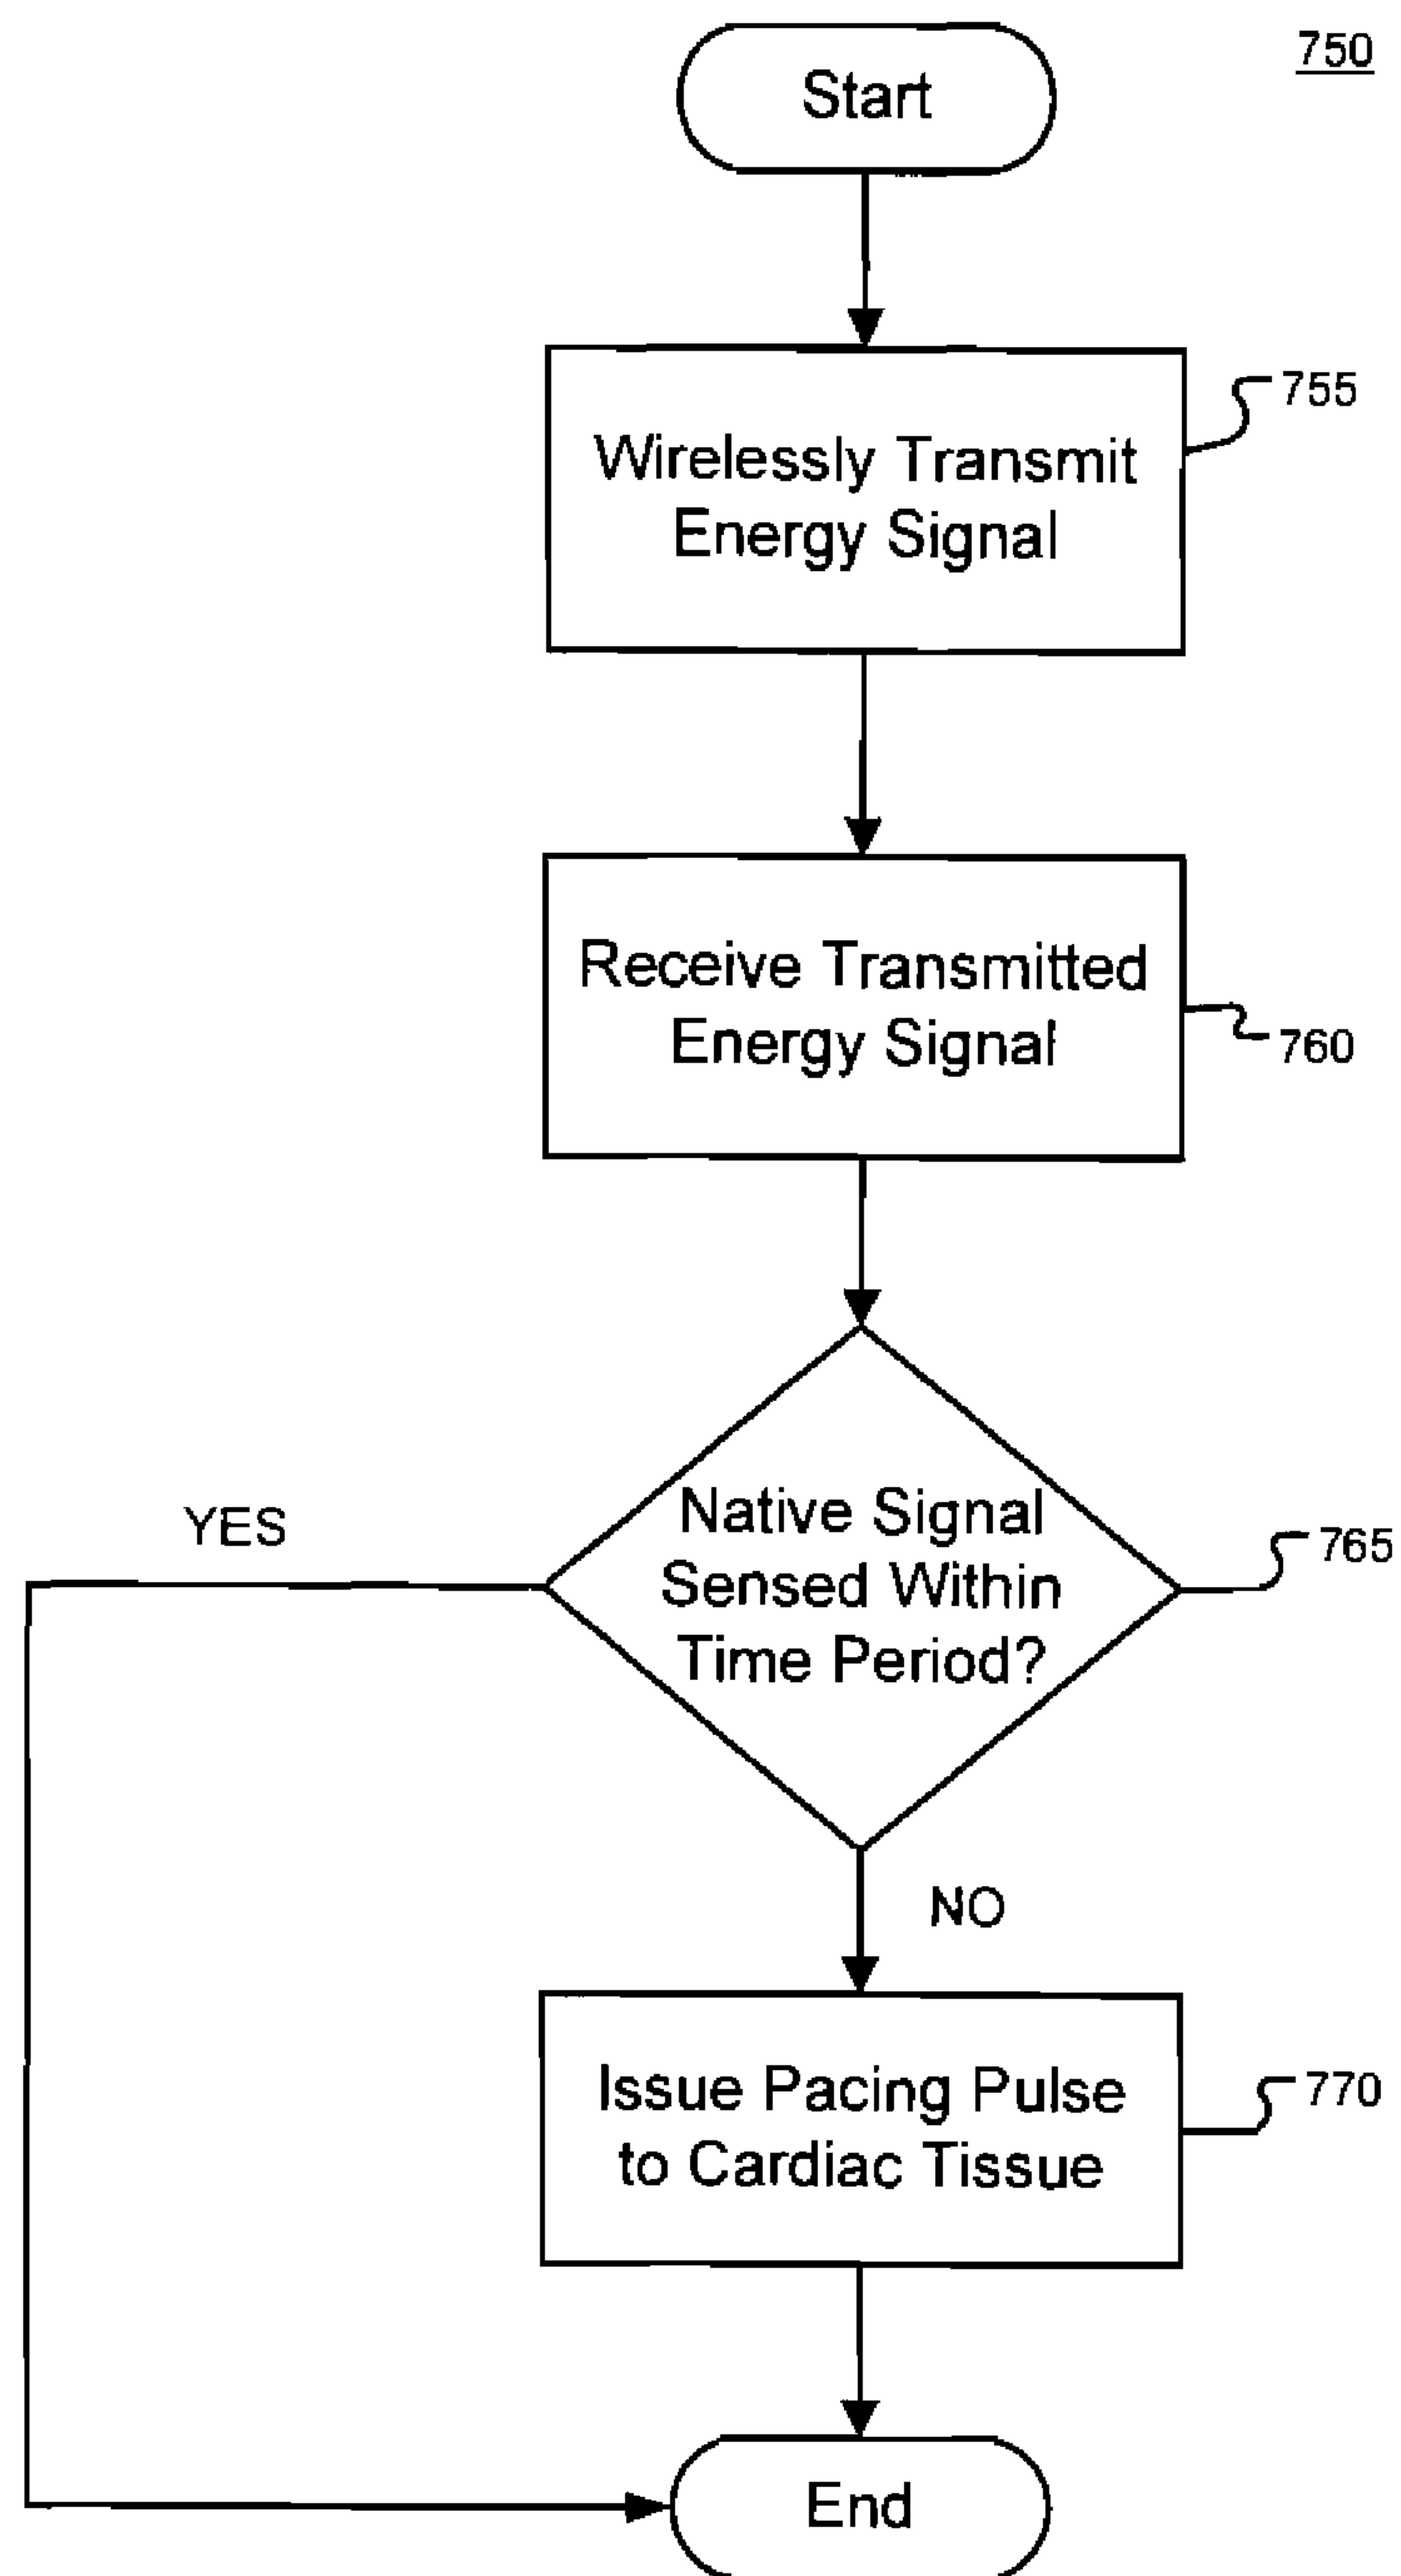 750
Start
Wirelessly Transmit
Energy Signal
755
Receive Transmitted
Energy Signal
760
Native Signal
Sensed Within
Time Period?
765
YES
NO
Issue Pacing Pulse
to Cardiac Tissue
770
End